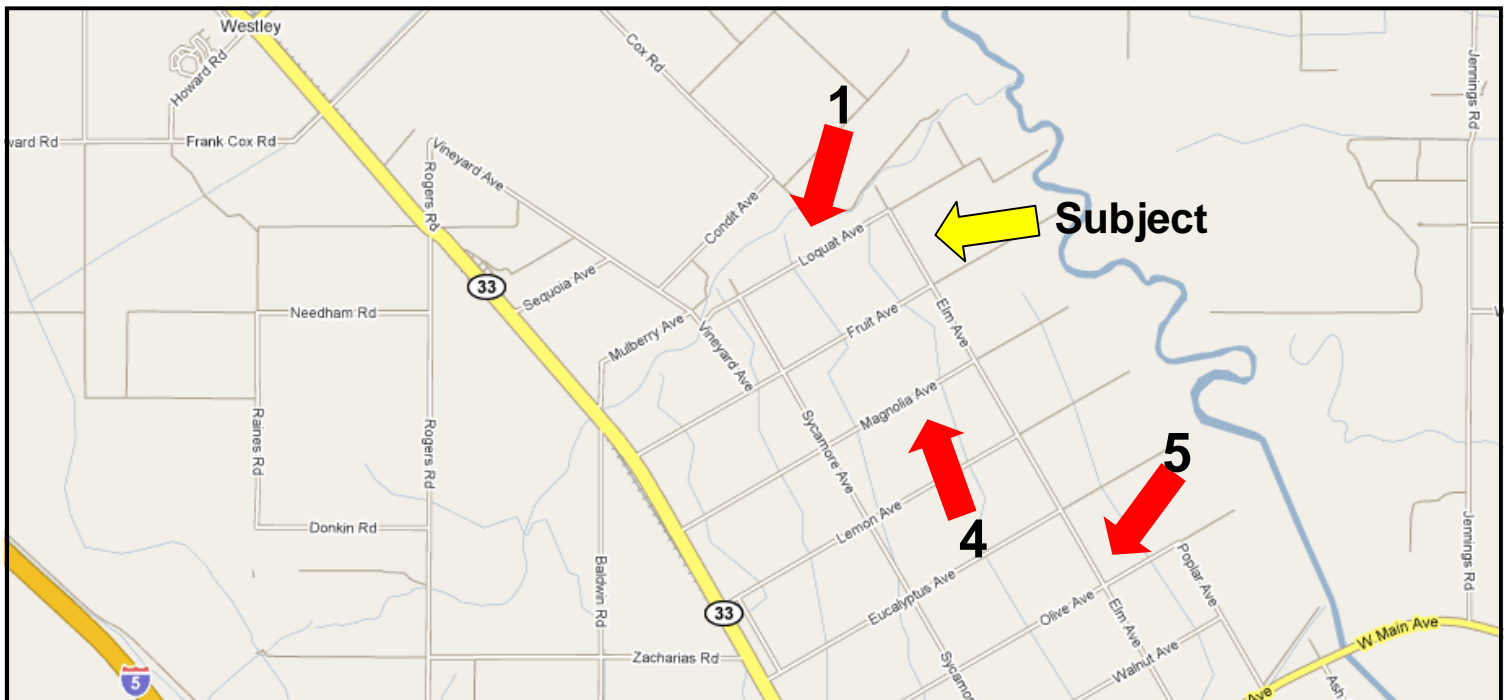 Westley
Cox Rd
Jennings Rd
Howard Rd
1
ward Rd
Frank Cox Rd
Vineyard Ave
Rogers Rd
Condit Ave
Subject
Loquat Ave
33
Sequoia Ave
Needham Rd
Mulberry Ave
Vineyard Ave
Fruit Ave
Elm Ave
Magnolia Ave
Raines Rd
Rogers Rd
Sycamore Ave
5
Lemon Ave
4
Donkin Rd
Jennings Rd
Baldwin Rd
Eucalyptus Ave
Poplar Ave
33
Olive Ave
Elm Ave
W Main Ave
Zacharias Rd
Walnut Ave
Sycamo
5
Ash
Ave